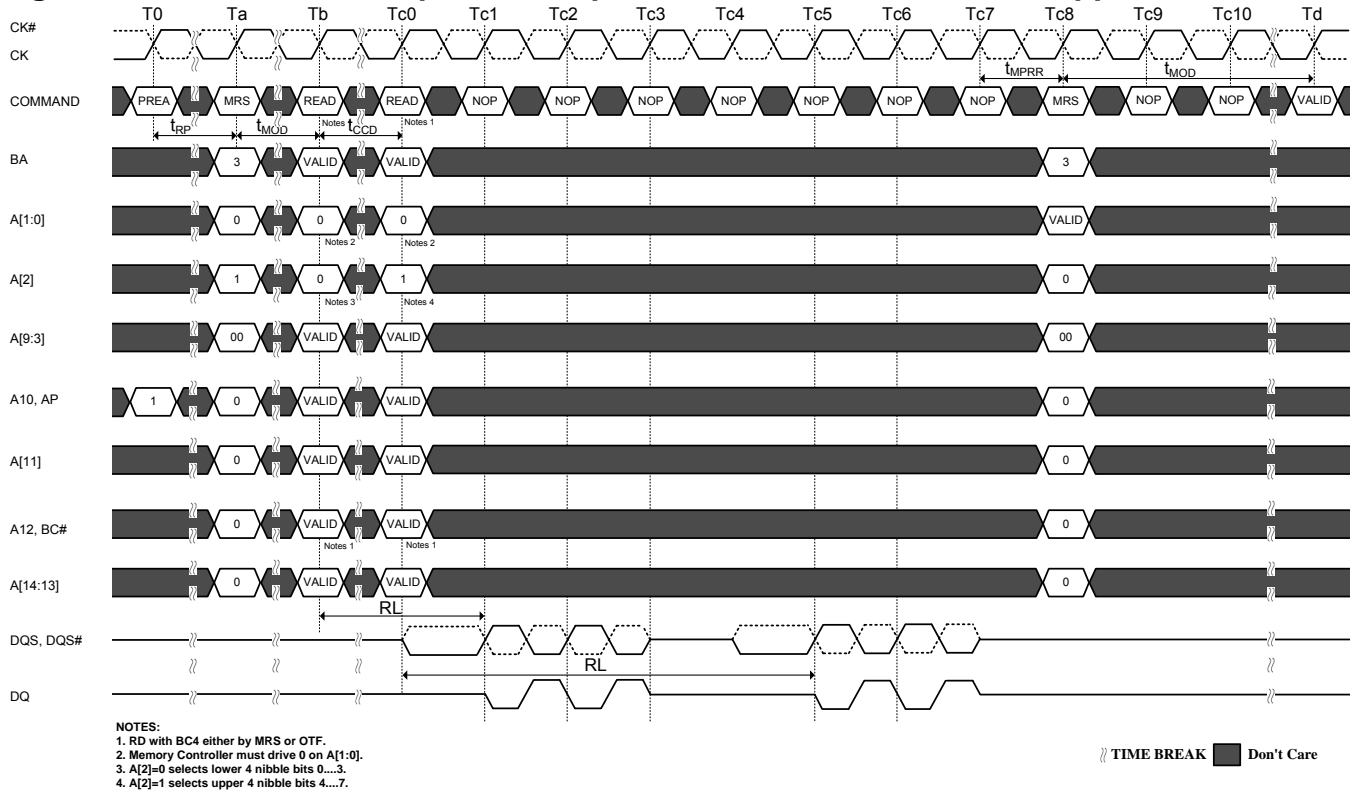 T0 Ta Tb Tc0 Tc1 Tc2 Tc3 Tc4 Tc5 Tc6 Tc7 Tc8 Tc9 Tc10 Td
CK#
CK
tMPRR tMOD
COMMAND PREA MRS READ READ NOP NOP NOP NOP NOP NOP NOP MRS NOP NOP VALID
Notes 1 Notes 1
tRP tMOD tCCD
BA 3 VALID VALID 3
A[1:0] 0 0 0 VALID
Notes 2 Notes 2
A[2] 1 0 1 0
Notes 3 Notes 4
A[9:3] 00 VALID VALID 00
A10, AP 1 0 VALID VALID 0
A[11] 0 VALID VALID 0
A12, BC# 0 VALID VALID 0
Notes 1 Notes 1
A[14:13] 0 VALID VALID 0
RL
DQS, DQS#
RL
DQ
NOTES:
1. RD with BC4 either by MRS or OTF.
2. Memory Controller must drive 0 on A[1:0].
3. A[2]=0 selects lower 4 nibble bits 0....3.
4. A[2]=1 selects upper 4 nibble bits 4....7.
TIME BREAK Don't Care